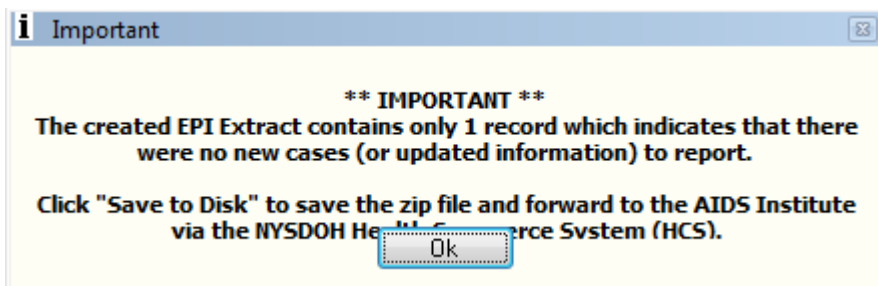 i Important
** IMPORTANT **
The created EPI Extract contains only 1 record which indicates that there
were no new cases (or updated information) to report.
Click "Save to Disk" to save the zip file and forward to the AIDS Institute
via the NYSDOH System (HCS).
Ok